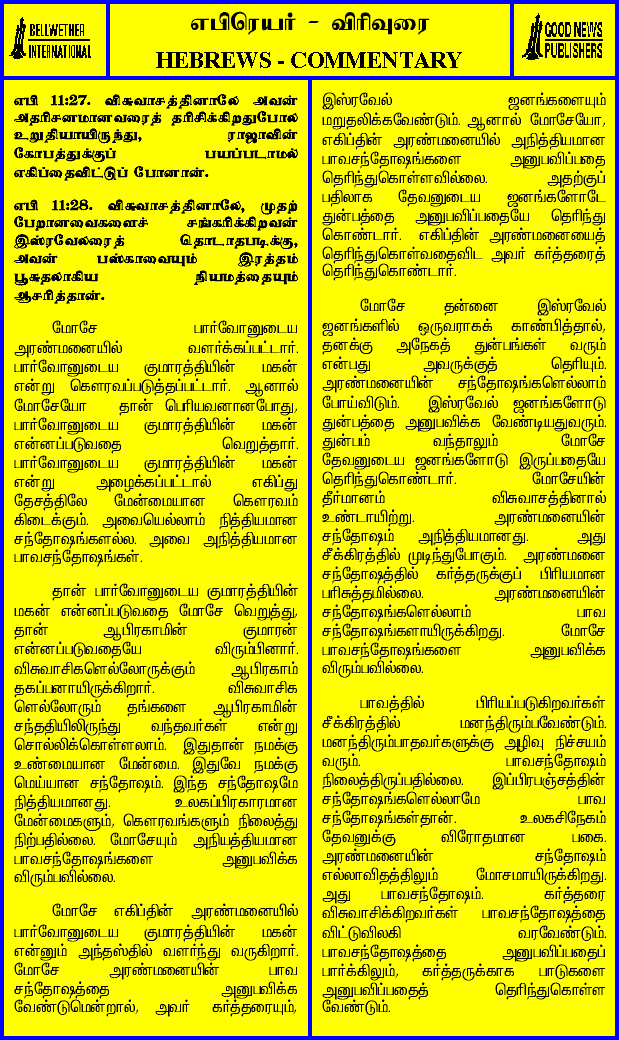 BELLWETHER
INTERNATIONAL
எபிரெயர் - விரிவுரை
HEBREWS - COMMENTARY
GOOD NEWS
PUBLISHERS
எபி 11:27. விசுவாசத்தினாலே அவன்
அதரிசனமானவரைத் தரிசிக்கிறதுபோல
உறுதியாயிருந்து, ராஜாவின்
கோபத்துக்குப் பயப்படாமல்
எகிப்தைவிட்டுப் போனான்.
எபி 11:28. விசுவாசத்தினாலே, முதற்
பேறானவைகளைச் சங்கரிக்கிறவன்
இஸ்ரவேலரைத் தொடாதபடிக்கு,
அவன் பஸ்காவையும் இரத்தம்
பூசுதலாகிய நியமத்தையும்
ஆசரித்தான்.
மோசே பார்வோனுடைய
அரண்மனையில் வளர்க்கப்பட்டார்.
பார்வோனுடைய குமாரத்தியின் மகன்
என்று கௌரவப்படுத்தப்பட்டார். ஆனால்
மோசேயோ தான் பெரியவனானபோது,
பார்வோனுடைய குமாரத்தியின் மகன்
என்னப்படுவதை வெறுத்தார்.
பார்வோனுடைய குமாரத்தியின் மகன்
என்று அழைக்கப்பட்டால் எகிப்து
தேசத்திலே மேன்மையான கௌரவம்
கிடைக்கும். அவையெல்லாம் நித்தியமான
சந்தோஷங்களல்ல. அவை அநித்தியமான
பாவசந்தோஷங்கள்.
தான் பார்வோனுடைய குமாரத்தியின்
மகன் என்னப்படுவதை மோசே வெறுத்து,
தான் ஆபிரகாமின் குமாரன்
என்னப்படுவதையே விரும்பினார்.
விசுவாசிகளெல்லோருக்கும் ஆபிரகாம்
தகப்பனாயிருக்கிறார். விசுவாசிக
ளெல்லோரும் தங்களை ஆபிரகாமின்
சந்ததியிலிருந்து வந்தவர்கள் என்று
சொல்லிக்கொள்ளலாம். இதுதான் நமக்கு
உண்மையான மேன்மை. இதுவே நமக்கு
மெய்யான சந்தோஷம். இந்த சந்தோஷமே
நித்தியமானது. உலகப்பிரகாரமான
மேன்மைகளும், கௌரவங்களும் நிலைத்து
நிற்பதில்லை. மோசேயும் அநியத்தியமான
பாவசந்தோஷங்களை அனுபவிக்க
விரும்பவில்லை.
மோசே எகிப்தின் அரண்மனையில்
பார்வோனுடைய குமாரத்தியின் மகன்
என்னும் அந்தஸ்தில் வளர்ந்து வருகிறார்.
மோசே அரண்மனையின் பாவ
சந்தோஷத்தை அனுபவிக்க
வேண்டுமென்றால், அவர் கர்த்தரையும்,
இஸ்ரவேல் ஜனங்களையும்
மறுதலிக்கவேண்டும். ஆனால் மோசேயோ,
எகிப்தின் அரண்மனையில் அநித்தியமான
பாவசந்தோஷங்களை அனுபவிப்பதை
தெரிந்துகொள்ளவில்லை. அதற்குப்
பதிலாக தேவனுடைய ஜனங்களோடே
துன்பத்தை அனுபவிப்பதையே தெரிந்து
கொண்டார். எகிப்தின் அரண்மனையைத்
தெரிந்துகொள்வதைவிட அவர் கர்த்தரைத்
தெரிந்துகொண்டார்.
மோசே தன்னை இஸ்ரவேல்
ஜனங்களில் ஒருவராகக் காண்பித்தால்,
தனக்கு அநேகத் துன்பங்கள் வரும்
என்பது அவருக்குத் தெரியும்.
அரண்மனையின் சந்தோஷங்களெல்லாம்
போய்விடும். இஸ்ரவேல் ஜனங்களோடு
துன்பத்தை அனுபவிக்க வேண்டியதுவரும்.
துன்பம் வந்தாலும் மோசே
தேவனுடைய ஜனங்களோடு இருப்பதையே
தெரிந்துகொண்டார். மோசேயின்
தீர்மானம் விசுவாசத்தினால்
உண்டாயிற்று. அரண்மனையின்
சந்தோஷம் அநித்தியமானது. அது
சீக்கிரத்தில் முடிந்துபோகும். அரண்மனை
சந்தோஷத்தில் கர்த்தருக்குப் பிரியமான
பரிசுத்தமில்லை. அரண்மனையின்
சந்தோஷங்களெல்லாம் பாவ
சந்தோஷங்களாயிருக்கிறது. மோசே
பாவசந்தோஷங்களை அனுபவிக்க
விரும்பவில்லை.
பாவத்தில் பிரியப்படுகிறவர்கள்
சீக்கிரத்தில் மனந்திரும்பவேண்டும்.
மனந்திரும்பாதவர்களுக்கு அழிவு நிச்சயம்
வரும். பாவசந்தோஷம்
நிலைத்திருப்பதில்லை. இப்பிரபஞ்சத்தின்
சந்தோஷங்களெல்லாமே பாவ
சந்தோஷங்கள்தான். உலகசிநேகம்
தேவனுக்கு விரோதமான பகை.
அரண்மனையின் சந்தோஷம்
எல்லாவிதத்திலும் மோசமாயிருக்கிறது.
அது பாவசந்தோஷம். கர்த்தரை
விசுவாசிக்கிறவர்கள் பாவசந்தோஷத்தை
விட்டுவிலகி வரவேண்டும்.
பாவசந்தோஷத்தை அனுபவிப்பதைப்
பார்க்கிலும், கர்த்தருக்காக பாடுகளை
அனுபவிப்பதைத் தெரிந்துகொள்ள
வேண்டும்.